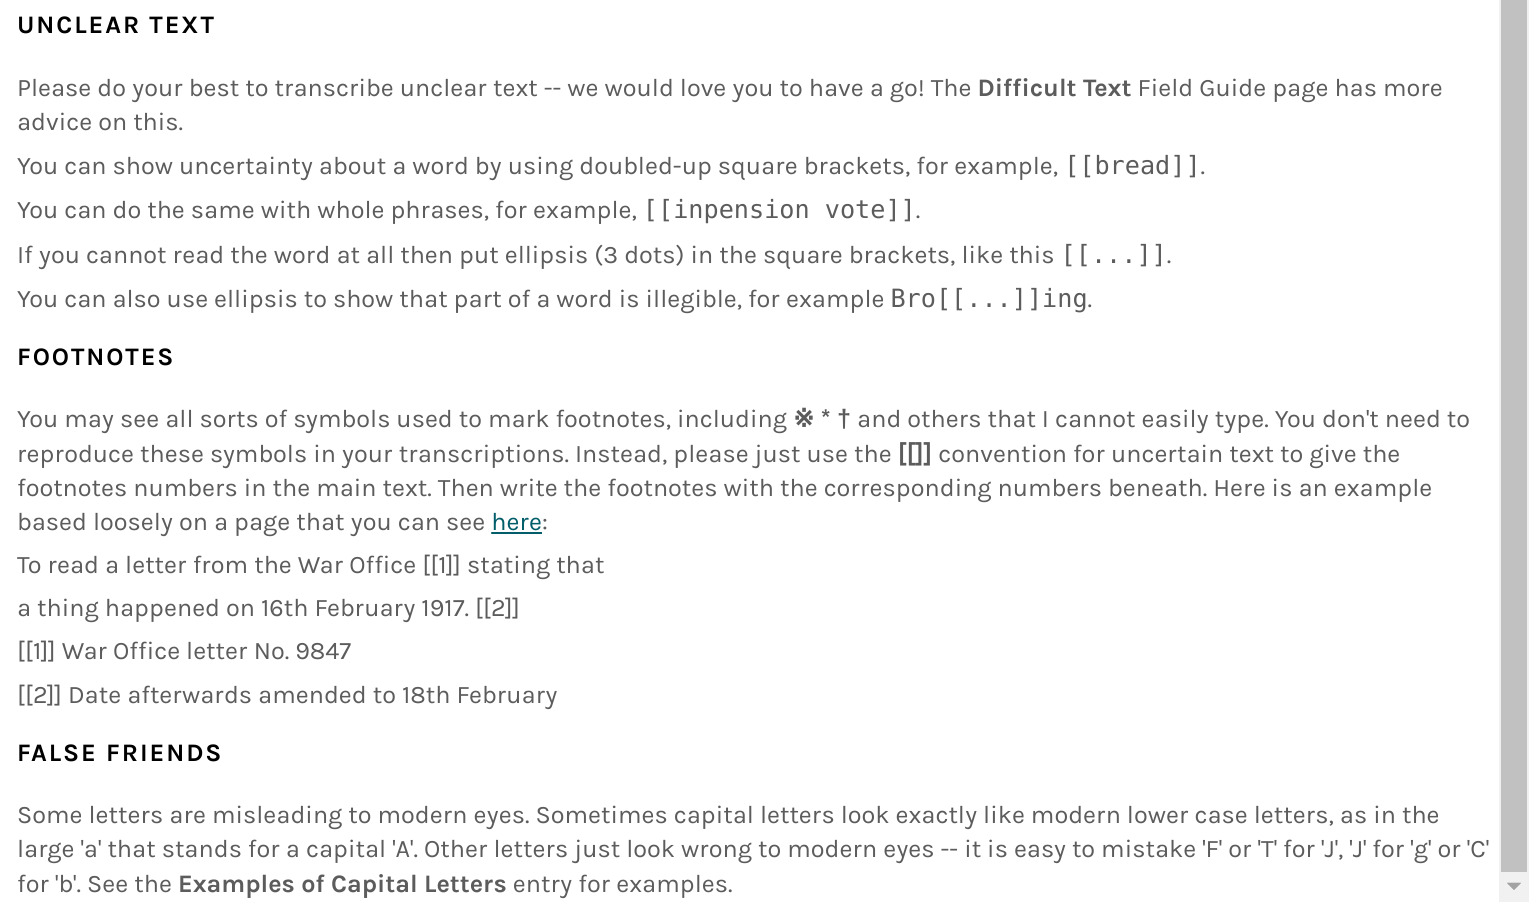 UNCLEAR TEXT
Please do your best to transcribe unclear text -- we would love you to have a go! The Difficult Text Field Guide page has more
advice on this.
You can show uncertainty about a word by using doubled-up square brackets, for example, [[bread]].
You can do the same with whole phrases, for example, [[inpension vote]].
If you cannot read the word at all then put ellipsis (3 dots) in the square brackets, like this [[...]].
You can also use ellipsis to show that part of a word is illegible, for example Bro[[...]]ing.
FOOTNOTES
You may see all sorts of symbols used to mark footnotes, including ※ * † and others that I cannot easily type. You don't need to
reproduce these symbols in your transcriptions. Instead, please just use the [[]] convention for uncertain text to give the
footnotes numbers in the main text. Then write the footnotes with the corresponding numbers beneath. Here is an example
based loosely on a page that you can see here:
To read a letter from the War Office [[1]] stating that
a thing happened on 16th February 1917. [[2]]
[[1]] War Office letter No. 9847
[[2]] Date afterwards amended to 18th February
FALSE FRIENDS
Some letters are misleading to modern eyes. Sometimes capital letters look exactly like modern lower case letters, as in the
large 'a' that stands for a capital 'A'. Other letters just look wrong to modern eyes -- it is easy to mistake 'F' or 'T' for 'J', 'J' for 'g' or 'C'
for 'b'. See the Examples of Capital Letters entry for examples.